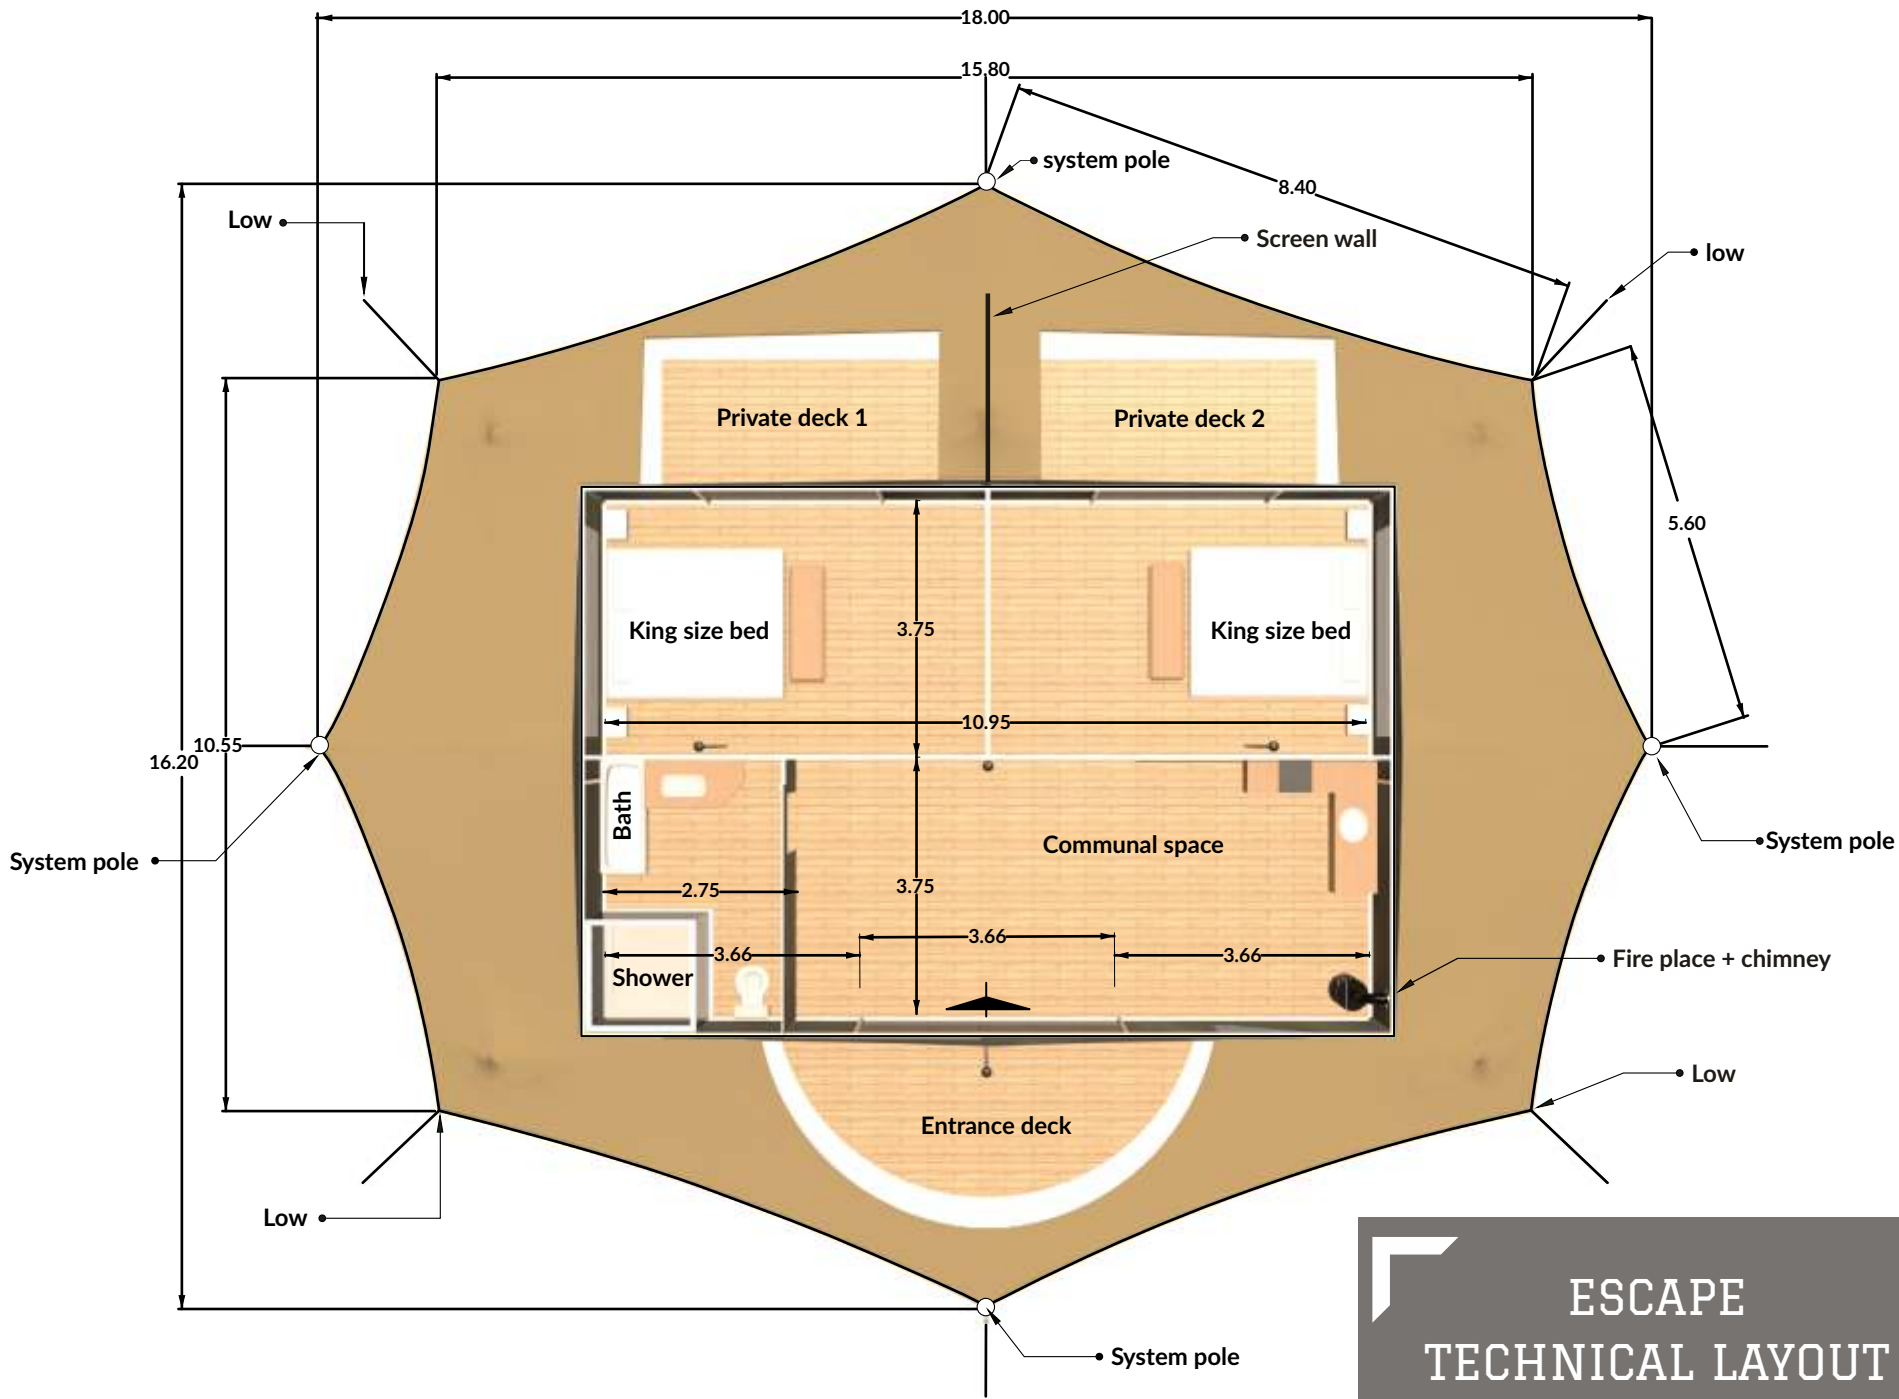 18.00
15.80
system pole
8.40
Low
Screen wall
low
Private deck 1
Private deck 2
5.60
King size bed
3.75
King size bed
10.95
10.55
16.20
Bath
System pole
Communal space
System pole
2.75
3.75
3.66
3.66
3.66
Shower
Fire place + chimney
Low
Entrance deck
Low
System pole
ESCAPE
TECHNICAL LAYOUT